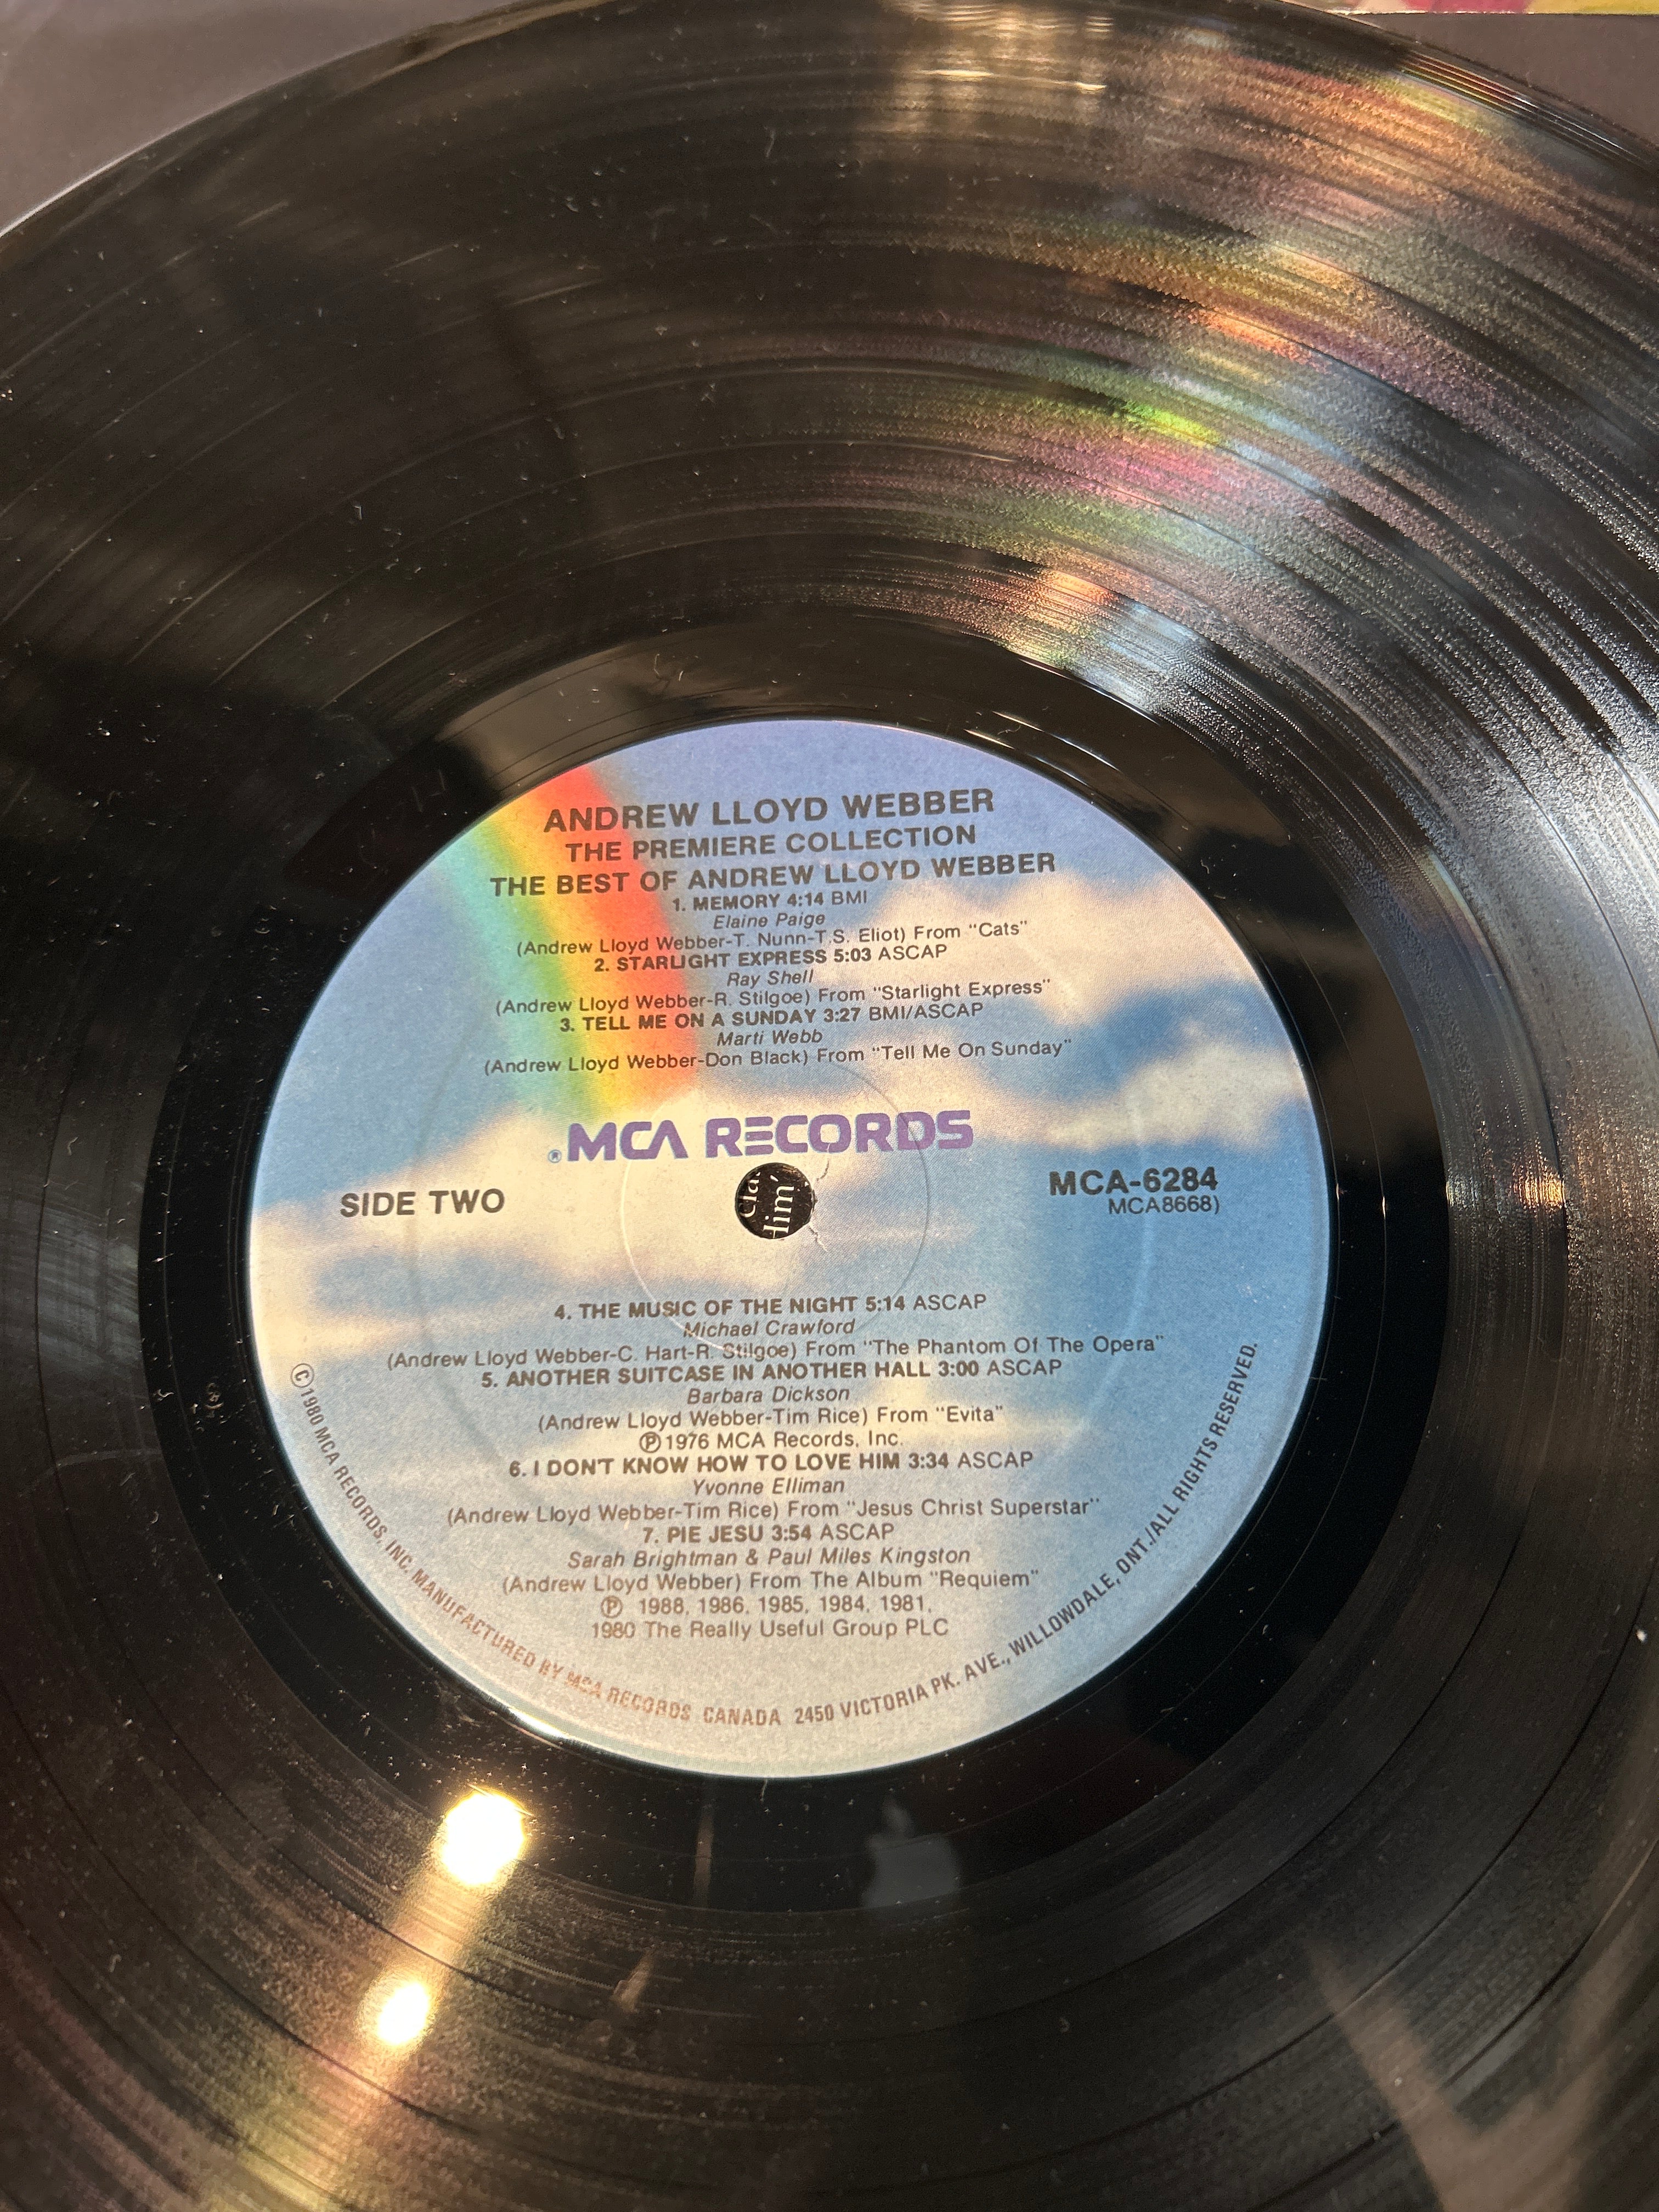 ANDREW LLOYD WEBBER
THE PREMIERE COLLECTION
THE BEST OF ANDREW LLOYD WEBBER
1. MEMORY 4:14 BMI
Elaine Paige
(Andrew Lloyd Webber-T. Nunn-T.S. Eliot) From "Cats"
2. STARLIGHT EXPRESS 5:03 ASCAP
Ray Shell
(Andrew Lloyd Webber-R. Stilgoe) From "Starlight Express"
3. TELL ME ON A SUNDAY 3:27 BMI/ASCAP
Marti Webb
(Andrew Lloyd Webber-Don Black) From "Tell Me On Sunday"
®MCA RECORDS
SIDE TWO
MCA-6284
MCA8668)
Him'
4. THE MUSIC OF THE NIGHT 5:14 ASCAP
Michael Crawford
(Andrew Lloyd Webber-C. Hart-R. Stilgoe) From "The Phantom Of The Opera"
5. ANOTHER SUITCASE IN ANOTHER HALL 3:00 ASCAP
Barbara Dickson
(Andrew Lloyd Webber-Tim Rice) From "Evita"
℗1976 MCA Records, Inc.
6. I DON'T KNOW HOW TO LOVE HIM 3:34 ASCAP
Yvonne Elliman
(Andrew Lloyd Webber-Tim Rice) From "Jesus Christ Superstar"
7. PIE JESU 3:54 ASCAP
Sarah Brightman & Paul Miles Kingston
(Andrew Lloyd Webber) From The Album "Requiem"
℗ 1988, 1986, 1985, 1984, 1981,
1980 The Really Useful Group PLC
©1980 MCA RECORDS, INC. MANUFACTURED BY MCA RECORDS CANADA 2450 VICTORIA PK. AVE., WILLOWDALE, ONT./ALL RIGHTS RESERVED.